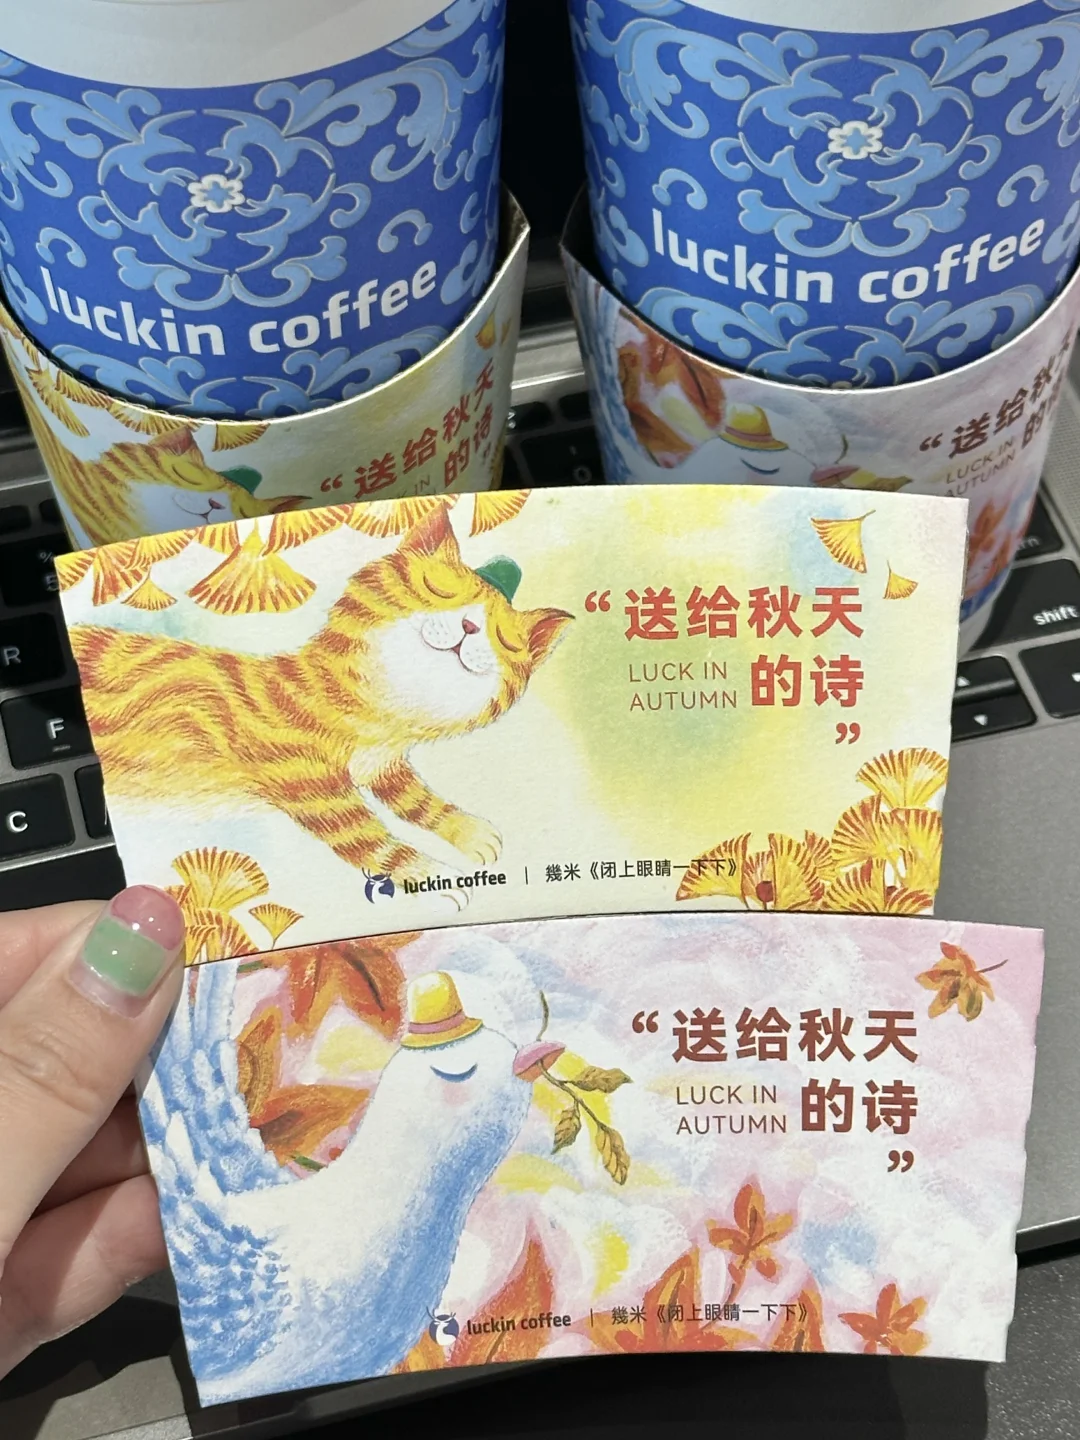 luckin coffee
luckin coffee
“送给秋天
LUCK IN
的诗
“送给秋天
LUCK IN
AUTUMN
的诗
“送给秋天
LUCK IN
AUTUMN
的诗
”
luckin coffee | 幾米《闭上眼睛一下下》
“送给秋天
LUCK IN
AUTUMN
的诗
”
luckin coffee | 幾米《闭上眼睛一下下》
R
F
C
shift